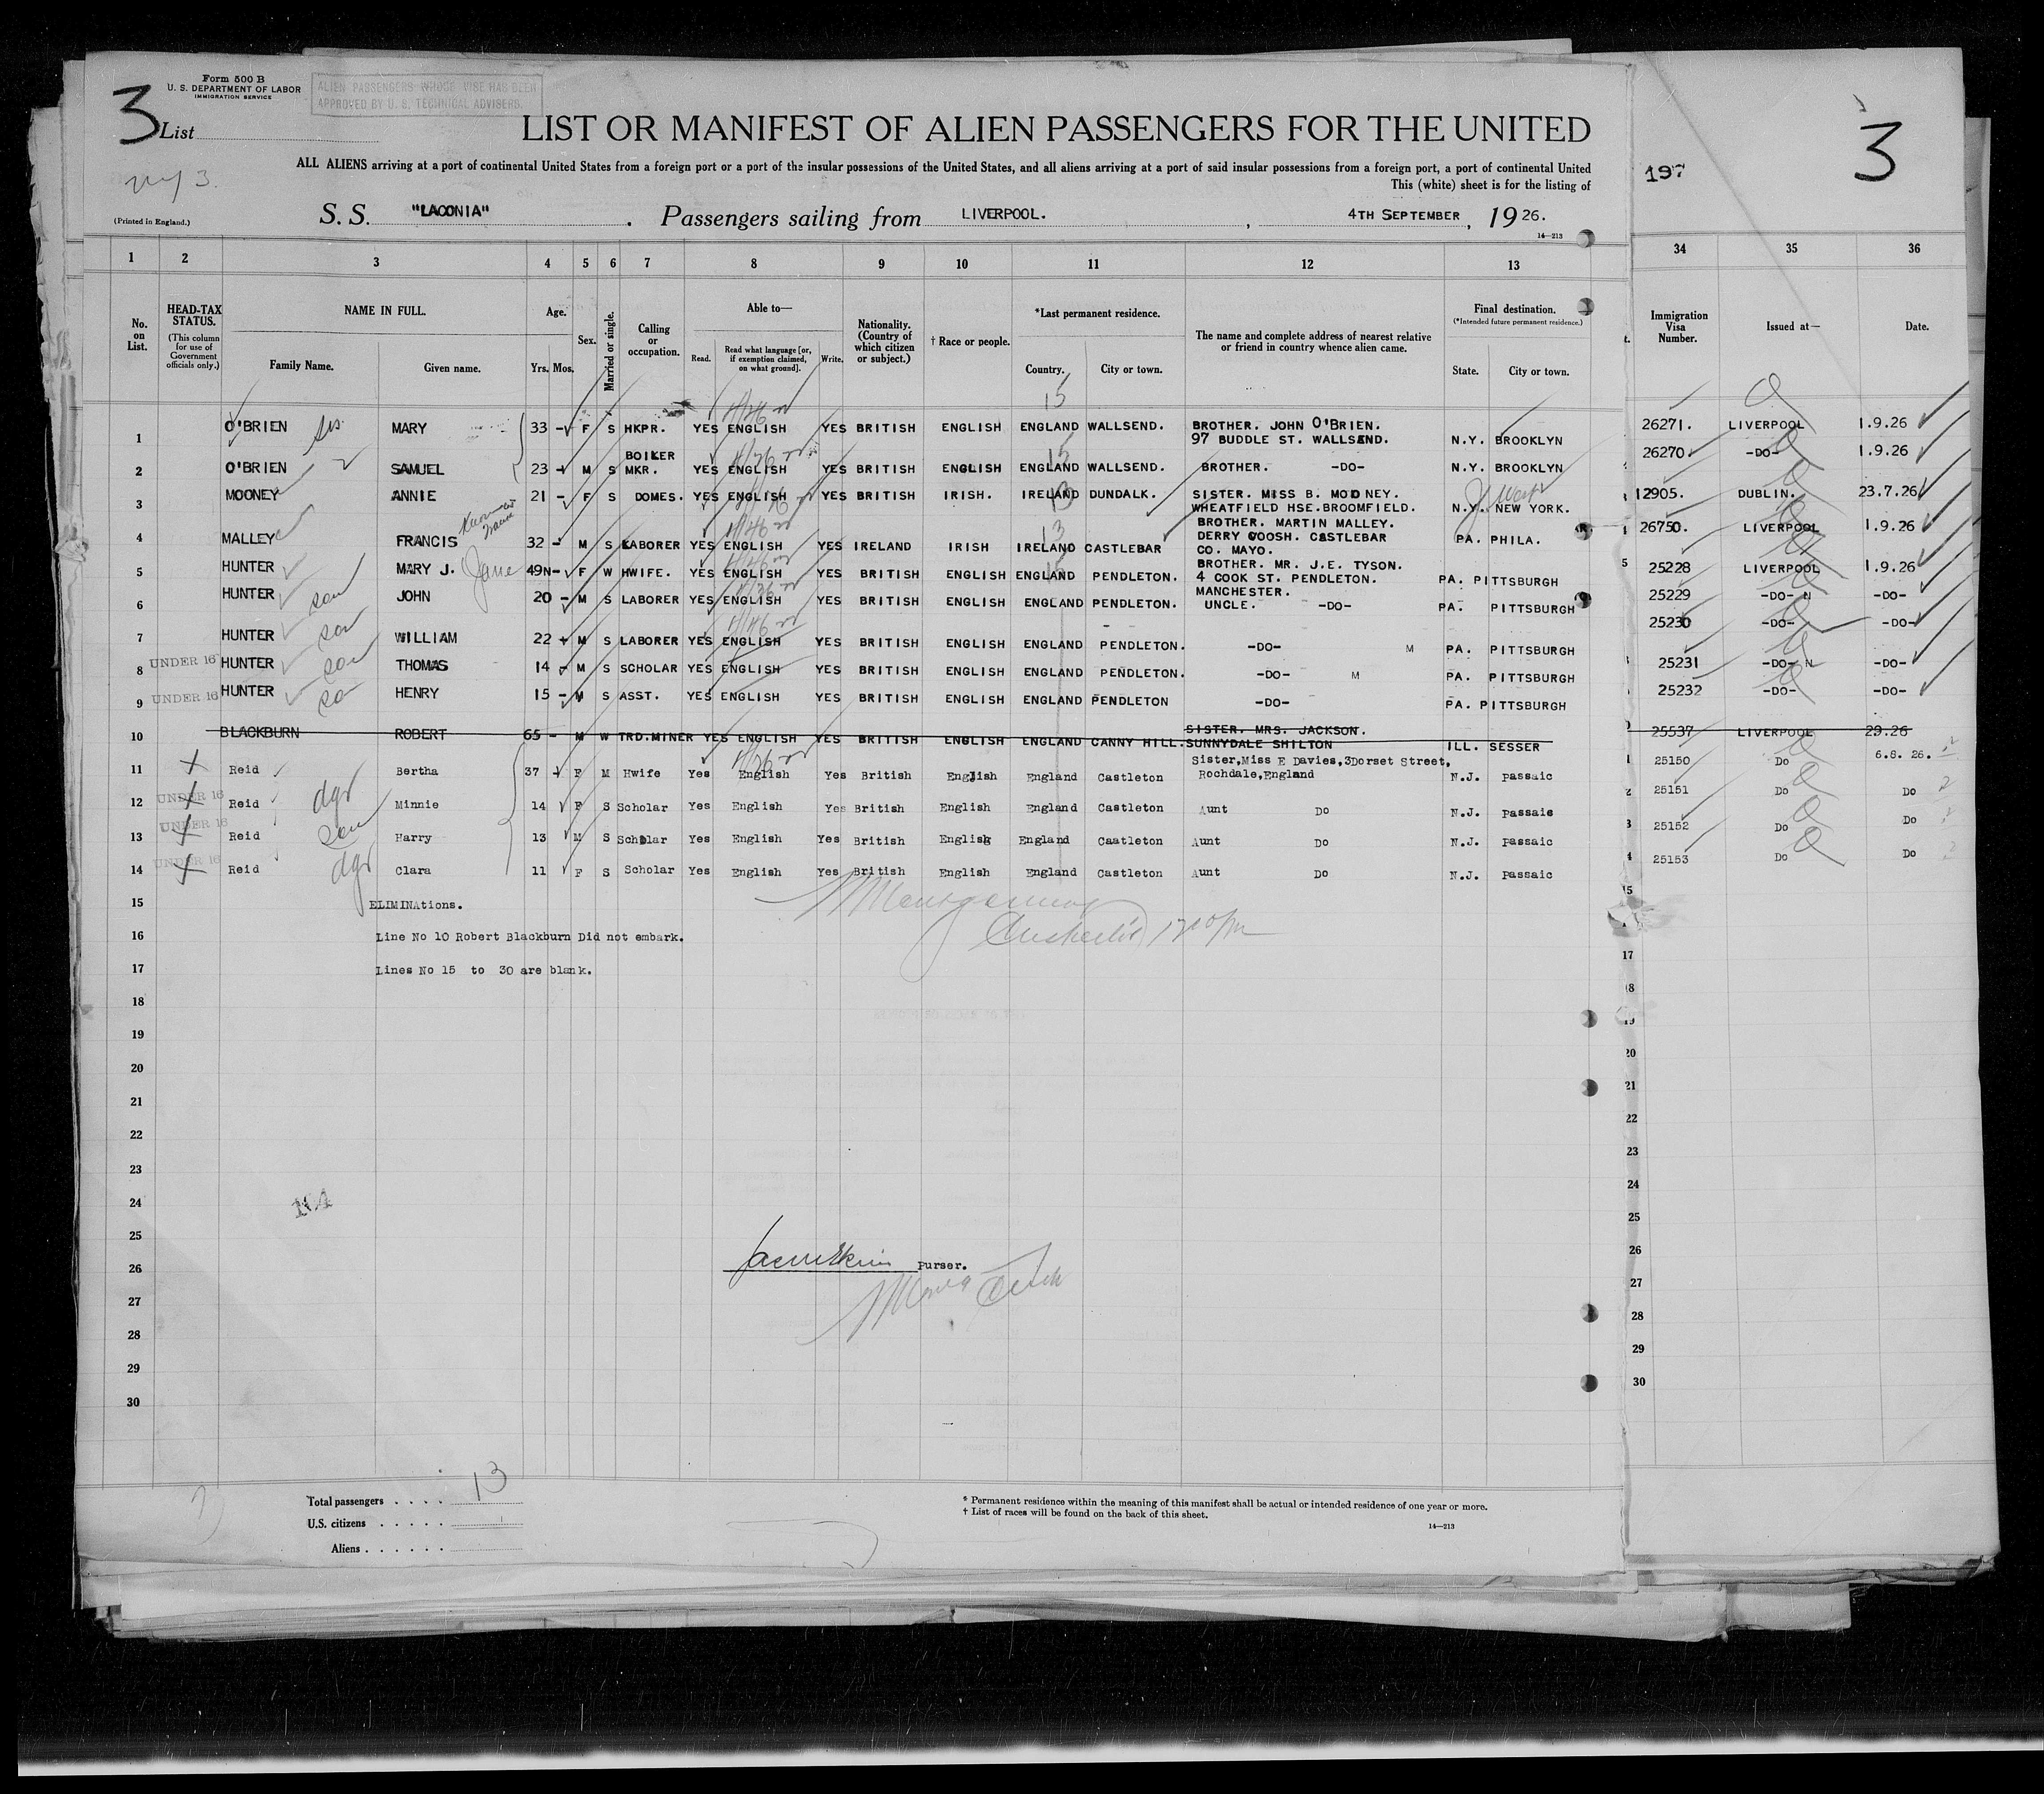 Form 500 B
U. S. DEPARTMENT OF LABOR
IMMIGRATION SERVICE
ALIEN PASSENGERS WHOSE VISE HAS BEEN
APPROVED BY U. S. TECHNICAL ADVISERS.
3 List
3
197
LIST OR MANIFEST OF ALIEN PASSENGERS FOR THE UNITED
ALL ALIENS arriving at a port of continental United States from a foreign port or a port of the insular possessions of the United States, and all aliens arriving at a port of said insular possessions from a foreign port, a port of continental United
This (white) sheet is for the listing of
(Printed in England.)
S. S. "LACONIA" . Passengers sailing from LIVERPOOL. , 4TH SEPTEMBER , 1926.
14—213
1 2 3 4 5 6 7 8 9 10 11 12 13 34 35 36
No. on List.
HEAD-TAX STATUS.
(This column for use of Government officials only.)
NAME IN FULL.
Family Name. Given name.
Age.
Yrs. Mos.
Sex.
Married or single.
Calling or occupation.
Able to—
Read. Read what language [or, if exemption claimed, on what ground]. Write.
Nationality. (Country of which citizen or subject.)
† Race or people.
*Last permanent residence.
Country. City or town.
The name and complete address of nearest relative or friend in country whence alien came.
Final destination.
(*Intended future permanent residence.)
State. City or town.
Immigration Visa Number.
Issued at—
Date.
1 O'BRIEN sis MARY 33 - F S HKPR. YES ENGLISH YES BRITISH ENGLISH ENGLAND WALLSEND. BROTHER. JOHN O'BRIEN. 97 BUDDLE ST. WALLSEND. N.Y. BROOKLYN 26271. LIVERPOOL 1.9.26
2 O'BRIEN SAMUEL 23 - M S BOILER MKR. YES ENGLISH YES BRITISH ENGLISH ENGLAND WALLSEND. BROTHER. -DO- N.Y. BROOKLYN 26270 -DO- 1.9.26
3 MOONEY ANNIE 21 - F S DOMES. YES ENGLISH YES BRITISH IRISH. IRELAND DUNDALK. SISTER. MISS B. MOONEY. WHEATFIELD HSE.BROOMFIELD. N.Y. NEW YORK. 12905. DUBLIN. 23.7.26
4 MALLEY FRANCIS 32 - M S LABORER YES ENGLISH YES IRELAND IRISH IRELAND CASTLEBAR BROTHER. MARTIN MALLEY. DERRY COOSH. CASTLEBAR CO. MAYO. PA. PHILA. 26750. LIVERPOOL 1.9.26
5 HUNTER MARY J. Jane 49N- F W HWIFE. YES ENGLISH YES BRITISH ENGLISH ENGLAND PENDLETON. BROTHER. MR. J.E. TYSON. 4 COOK ST. PENDLETON. MANCHESTER. PA. PITTSBURGH 25228 LIVERPOOL 1.9.26
6 HUNTER son JOHN 20 - M S LABORER YES ENGLISH YES BRITISH ENGLISH ENGLAND PENDLETON. UNCLE. -DO- PA. PITTSBURGH 25229 -DO- N -DO-
7 HUNTER son WILLIAM 22 - M S LABORER YES ENGLISH YES BRITISH ENGLISH ENGLAND PENDLETON. -DO- M PA. PITTSBURGH 25230 -DO- -DO-
8 UNDER 16 HUNTER son THOMAS 14 - M S SCHOLAR YES ENGLISH YES BRITISH ENGLISH ENGLAND PENDLETON. -DO- M PA. PITTSBURGH 25231 -DO- N -DO-
9 UNDER 16 HUNTER so HENRY 15 - M S ASST. YES ENGLISH YES BRITISH ENGLISH ENGLAND PENDLETON -DO- PA. PITTSBURGH 25232 -DO- -DO-
10 BLACKBURN ROBERT 65 - M W TRD.MINER YES ENGLISH YES BRITISH ENGLISH ENGLAND CANNY HILL. SISTER. MRS. JACKSON. SUNNYDALE SHILTON ILL. SESSER 25537 LIVERPOOL 29.26
11 Reid Bertha 37 F M Hwife Yes English Yes British English England Castleton Sister,Miss E Davies,3Dorset Street, Rochdale,England N.J. Passaic 25150 Do 6.8. 26.
12 UNDER 16 Reid dgr Minnie 14 F S Scholar Yes English Yes British English England Castleton Aunt Do N.J. Passaic 25151 Do Do
13 UNDER 16 Reid son Harry 13 M S Scholar Yes English Yes British English England Castleton Aunt Do N.J. Passaic 25152 Do Do
14 UNDER 16 Reid dgr Clara 11 F S Scholar Yes English Yes British English England Castleton Aunt Do N.J. Passaic 25153 Do Do
15 ELIMINAtions.
16 Line No 10 Robert Blackburn Did not embark.
17 Lines No 15 to 30 are blank.
18
19
20
21
22
23
24
25
26 Purser.
27
28
29
30
Total passengers . . . . 13
U.S. citizens . . . . .
Aliens . . . . . .
* Permanent residence within the meaning of this manifest shall be actual or intended residence of one year or more.
† List of races will be found on the back of this sheet.
14—213